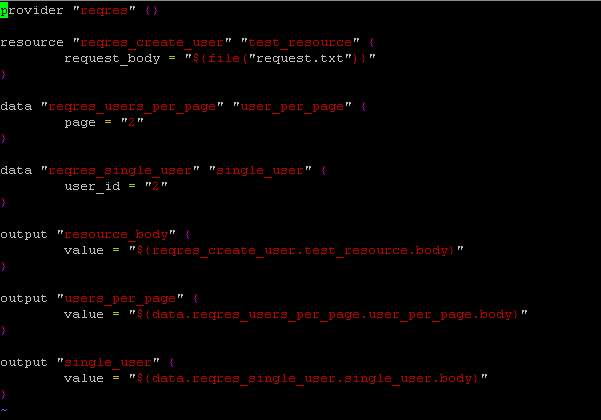 provider "reqres" {}
resource "reqres_create_user" "test_resource" {
        request_body = "${file("request.txt")}"
}
data "reqres_users_per_page" "user_per_page" {
        page = "2"
}
data "reqres_single_user" "single_user" {
        user_id = "2"
}
output "resource_body" {
        value = "${reqres_create_user.test_resource.body}"
}
output "users_per_page" {
        value = "${data.reqres_users_per_page.user_per_page.body}"
}
output "single_user" {
        value = "${data.reqres_single_user.single_user.body}"
}
~